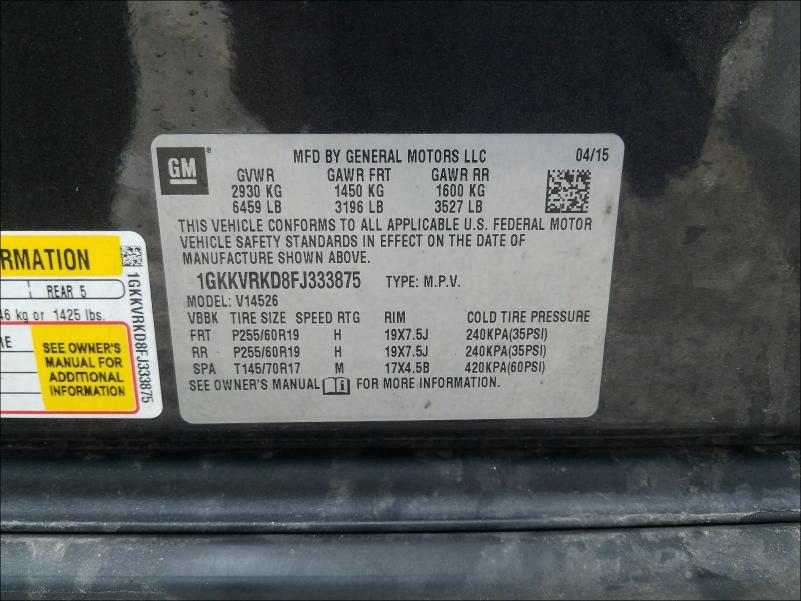 GM
MFD BY GENERAL MOTORS LLC 04/15
GVWR GAWR FRT GAWR RR
2930 KG 1450 KG 1600 KG
6459 LB 3196 LB 3527 LB
THIS VEHICLE CONFORMS TO ALL APPLICABLE U.S. FEDERAL MOTOR
VEHICLE SAFETY STANDARDS IN EFFECT ON THE DATE OF
MANUFACTURE SHOWN ABOVE.
1GKKVRKD8FJ333875 TYPE: M.P.V.
MODEL: V14526
VBBK TIRE SIZE SPEED RTG RIM COLD TIRE PRESSURE
FRT P255/60R19 H 19X7.5J 240KPA(35PSI)
RR P255/60R19 H 19X7.5J 240KPA(35PSI)
SPA T145/70R17 M 17X4.5B 420KPA(60PSI)
SEE OWNER'S MANUAL FOR MORE INFORMATION.
RMATION
REAR 5
46 kg or 1425 lbs.
RE
SEE OWNER'S
MANUAL FOR
ADDITIONAL
INFORMATION
1GKKVRKD8FJ333875